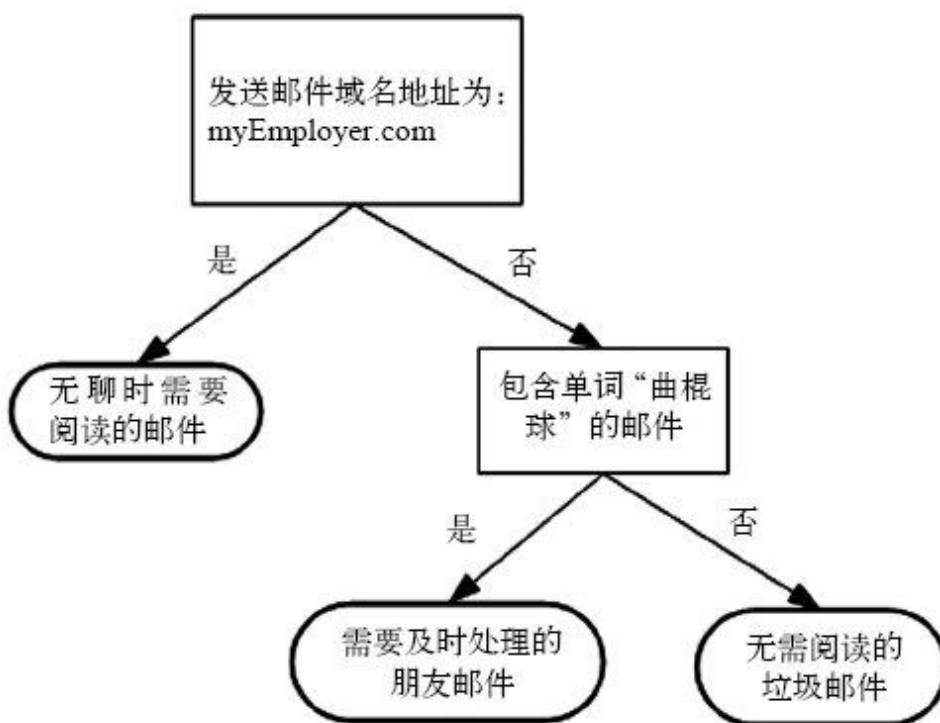 发送邮件域名地址为：
myEmployer.com
是
否
无聊时需要
阅读的邮件
包含单词“曲棍
球”的邮件
是
否
需要及时处理的
朋友邮件
无需阅读的
垃圾邮件